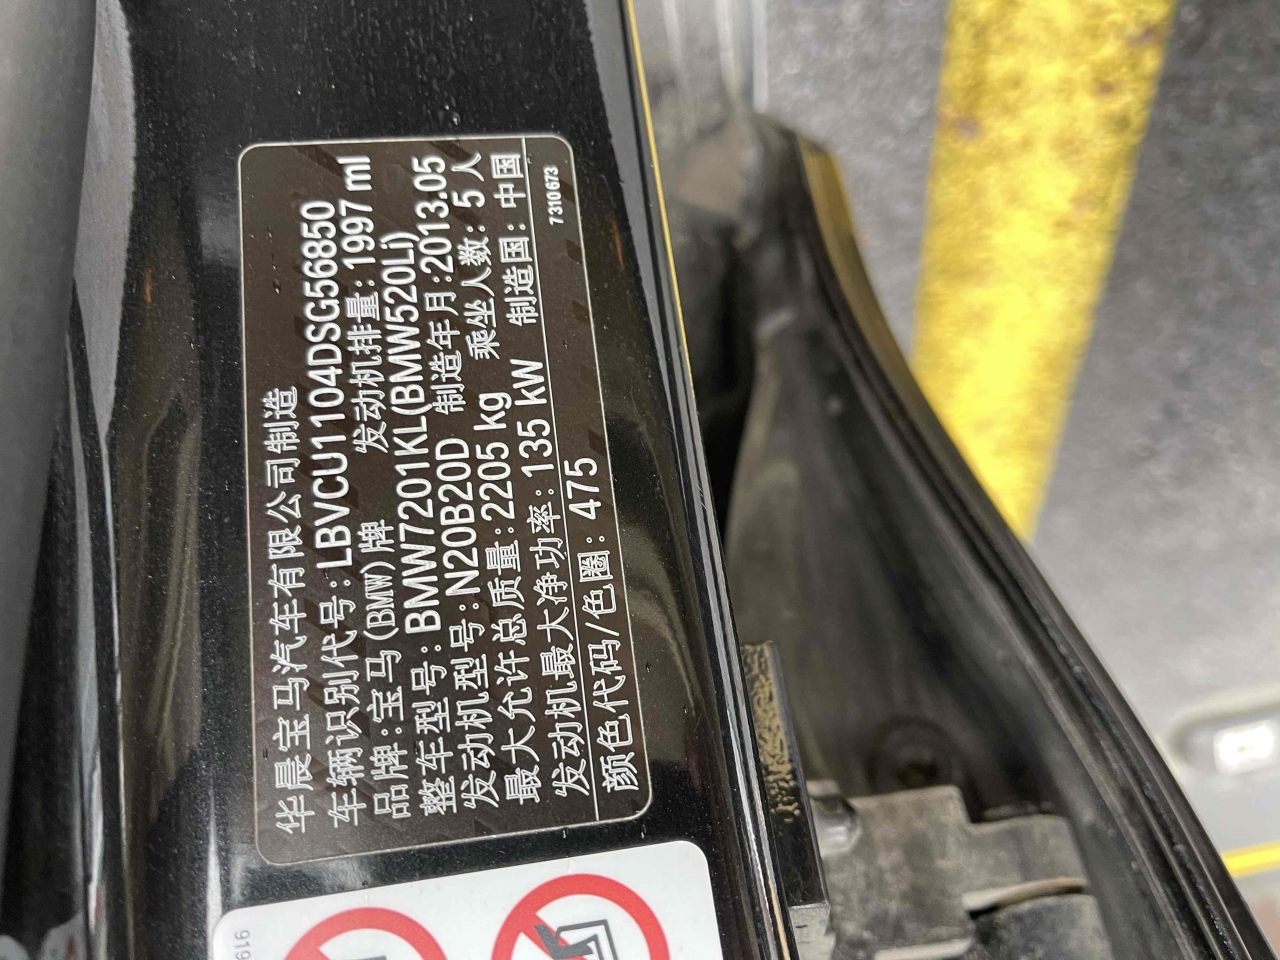 华晨宝马汽车有限公司制造
车辆识别代号:LBVCU1104DSG56850
品牌:宝马(BMW)牌 发动机排量:1997 ml
整车型号:BMW7201KL(BMW520Li)
发动机型号:N20B20D 制造年月:2013.05
最大允许总质量:2205 kg 乘坐人数:5 人
发动机最大净功率:135 kW 制造国:中国
颜色代码/色圈:475
7310673